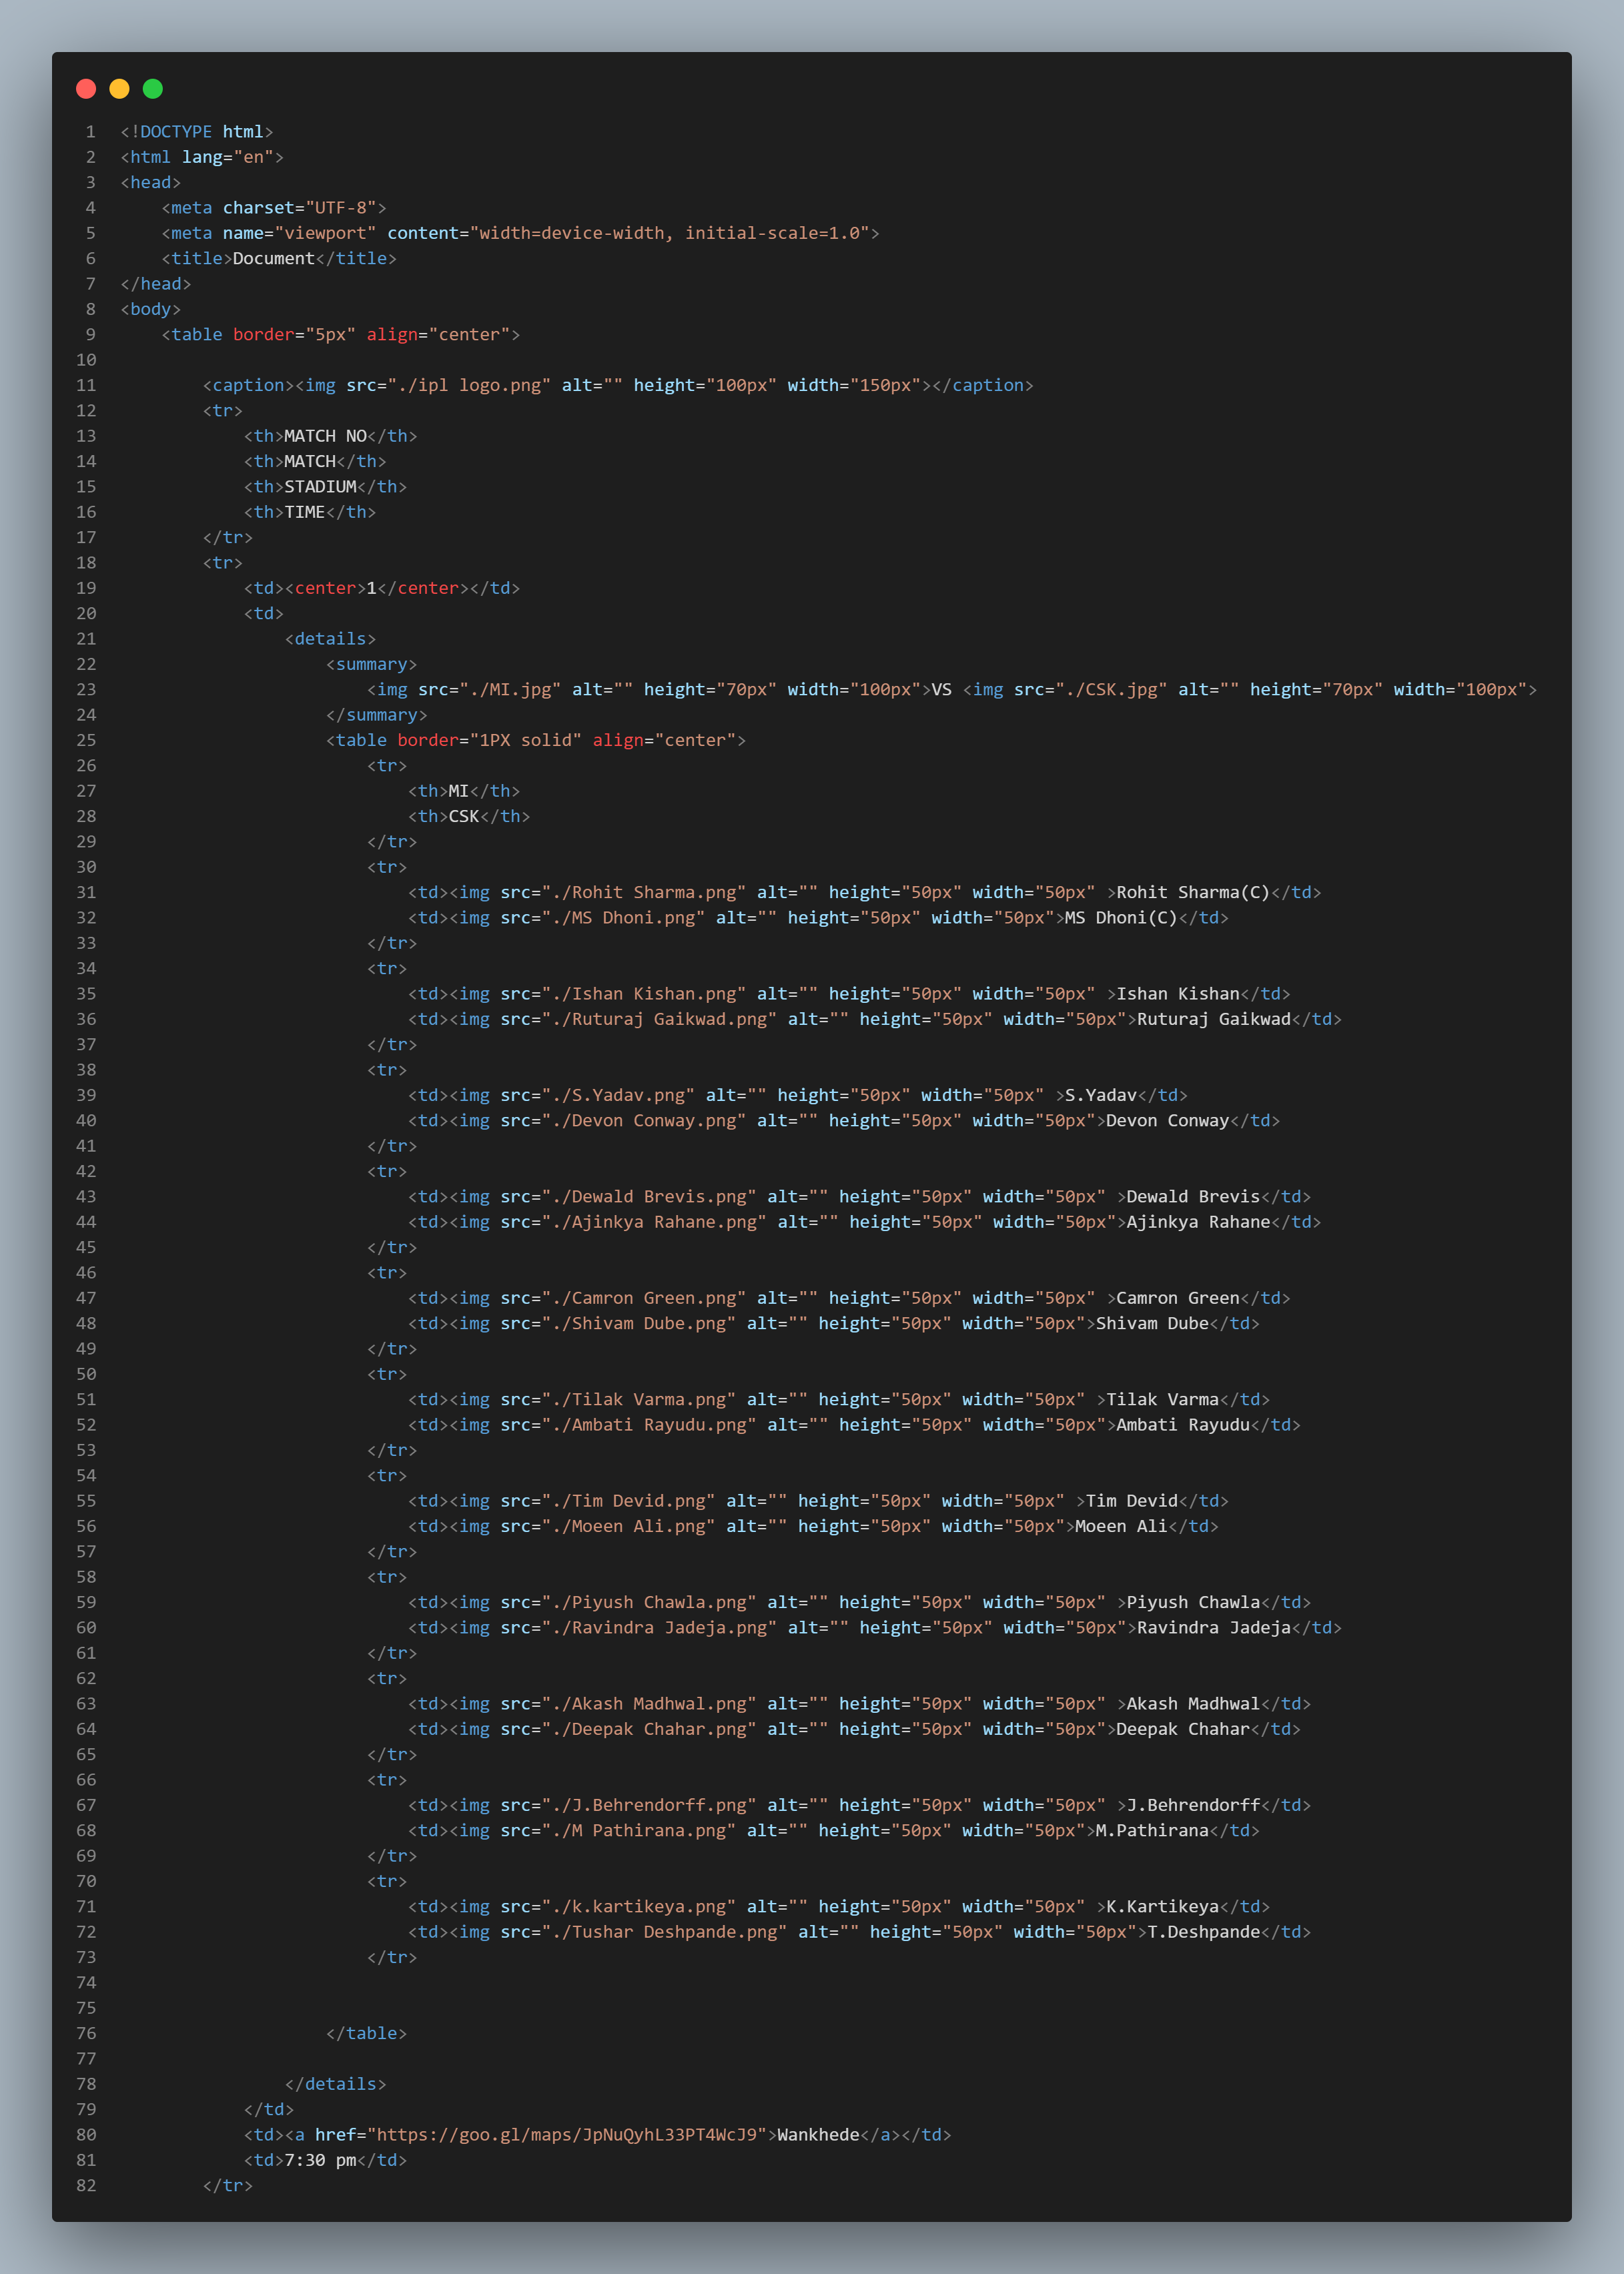 1 <!DOCTYPE html>
2 <html lang="en">
3 <head>
4     <meta charset="UTF-8">
5     <meta name="viewport" content="width=device-width, initial-scale=1.0">
6     <title>Document</title>
7 </head>
8 <body>
9     <table border="5px" align="center">
10
11         <caption><img src="./ipl logo.png" alt="" height="100px" width="150px"></caption>
12         <tr>
13             <th>MATCH NO</th>
14             <th>MATCH</th>
15             <th>STADIUM</th>
16             <th>TIME</th>
17         </tr>
18         <tr>
19             <td><center>1</center></td>
20             <td>
21                 <details>
22                     <summary>
23                         <img src="./MI.jpg" alt="" height="70px" width="100px">VS <img src="./CSK.jpg" alt="" height="70px" width="100px">
24                     </summary>
25                     <table border="1PX solid" align="center">
26                         <tr>
27                             <th>MI</th>
28                             <th>CSK</th>
29                         </tr>
30                         <tr>
31                             <td><img src="./Rohit Sharma.png" alt="" height="50px" width="50px" >Rohit Sharma(C)</td>
32                             <td><img src="./MS Dhoni.png" alt="" height="50px" width="50px">MS Dhoni(C)</td>
33                         </tr>
34                         <tr>
35                             <td><img src="./Ishan Kishan.png" alt="" height="50px" width="50px" >Ishan Kishan</td>
36                             <td><img src="./Ruturaj Gaikwad.png" alt="" height="50px" width="50px">Ruturaj Gaikwad</td>
37                         </tr>
38                         <tr>
39                             <td><img src="./S.Yadav.png" alt="" height="50px" width="50px" >S.Yadav</td>
40                             <td><img src="./Devon Conway.png" alt="" height="50px" width="50px">Devon Conway</td>
41                         </tr>
42                         <tr>
43                             <td><img src="./Dewald Brevis.png" alt="" height="50px" width="50px" >Dewald Brevis</td>
44                             <td><img src="./Ajinkya Rahane.png" alt="" height="50px" width="50px">Ajinkya Rahane</td>
45                         </tr>
46                         <tr>
47                             <td><img src="./Camron Green.png" alt="" height="50px" width="50px" >Camron Green</td>
48                             <td><img src="./Shivam Dube.png" alt="" height="50px" width="50px">Shivam Dube</td>
49                         </tr>
50                         <tr>
51                             <td><img src="./Tilak Varma.png" alt="" height="50px" width="50px" >Tilak Varma</td>
52                             <td><img src="./Ambati Rayudu.png" alt="" height="50px" width="50px">Ambati Rayudu</td>
53                         </tr>
54                         <tr>
55                             <td><img src="./Tim Devid.png" alt="" height="50px" width="50px" >Tim Devid</td>
56                             <td><img src="./Moeen Ali.png" alt="" height="50px" width="50px">Moeen Ali</td>
57                         </tr>
58                         <tr>
59                             <td><img src="./Piyush Chawla.png" alt="" height="50px" width="50px" >Piyush Chawla</td>
60                             <td><img src="./Ravindra Jadeja.png" alt="" height="50px" width="50px">Ravindra Jadeja</td>
61                         </tr>
62                         <tr>
63                             <td><img src="./Akash Madhwal.png" alt="" height="50px" width="50px" >Akash Madhwal</td>
64                             <td><img src="./Deepak Chahar.png" alt="" height="50px" width="50px">Deepak Chahar</td>
65                         </tr>
66                         <tr>
67                             <td><img src="./J.Behrendorff.png" alt="" height="50px" width="50px" >J.Behrendorff</td>
68                             <td><img src="./M Pathirana.png" alt="" height="50px" width="50px">M.Pathirana</td>
69                         </tr>
70                         <tr>
71                             <td><img src="./k.kartikeya.png" alt="" height="50px" width="50px" >K.Kartikeya</td>
72                             <td><img src="./Tushar Deshpande.png" alt="" height="50px" width="50px">T.Deshpande</td>
73                         </tr>
74
75
76                     </table>
77
78                 </details>
79             </td>
80             <td><a href="https://goo.gl/maps/JpNuQyhL33PT4WcJ9">Wankhede</a></td>
81             <td>7:30 pm</td>
82         </tr>